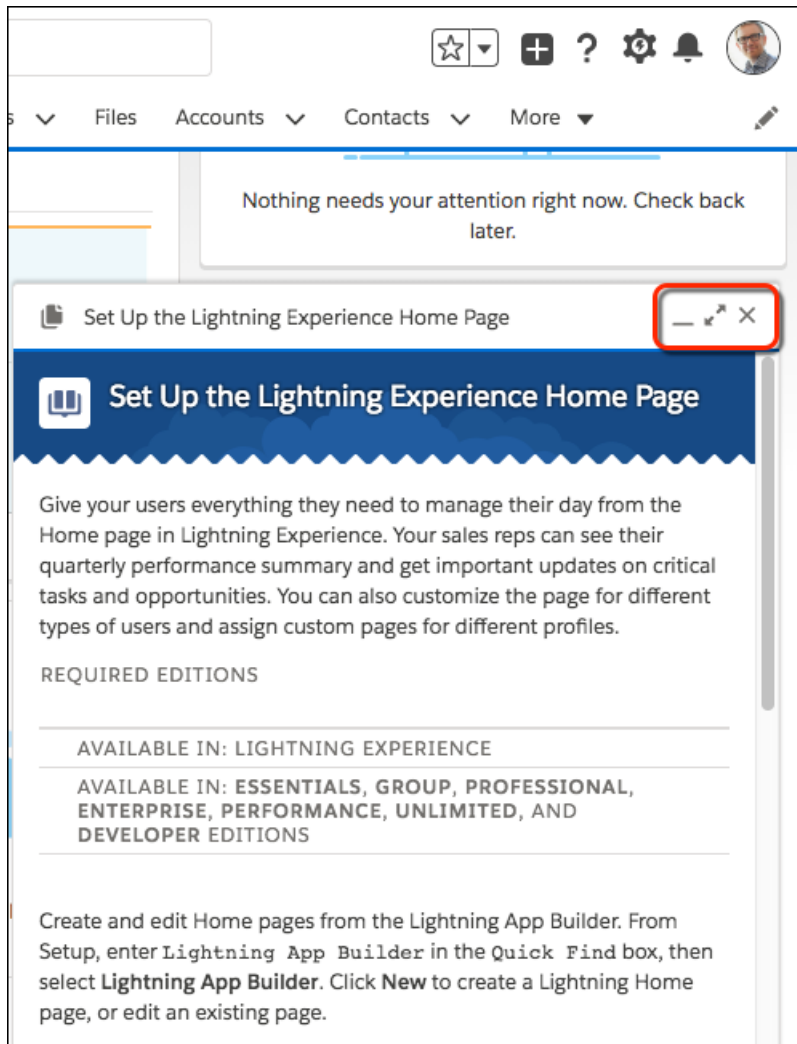 s Files Accounts Contacts More
Nothing needs your attention right now. Check back
later.
Set Up the Lightning Experience Home Page
Set Up the Lightning Experience Home Page
Give your users everything they need to manage their day from the
Home page in Lightning Experience. Your sales reps can see their
quarterly performance summary and get important updates on critical
tasks and opportunities. You can also customize the page for different
types of users and assign custom pages for different profiles.
REQUIRED EDITIONS
AVAILABLE IN: LIGHTNING EXPERIENCE
AVAILABLE IN: ESSENTIALS, GROUP, PROFESSIONAL,
ENTERPRISE, PERFORMANCE, UNLIMITED, AND
DEVELOPER EDITIONS
Create and edit Home pages from the Lightning App Builder. From
Setup, enter Lightning App Builder in the Quick Find box, then
select Lightning App Builder. Click New to create a Lightning Home
page, or edit an existing page.